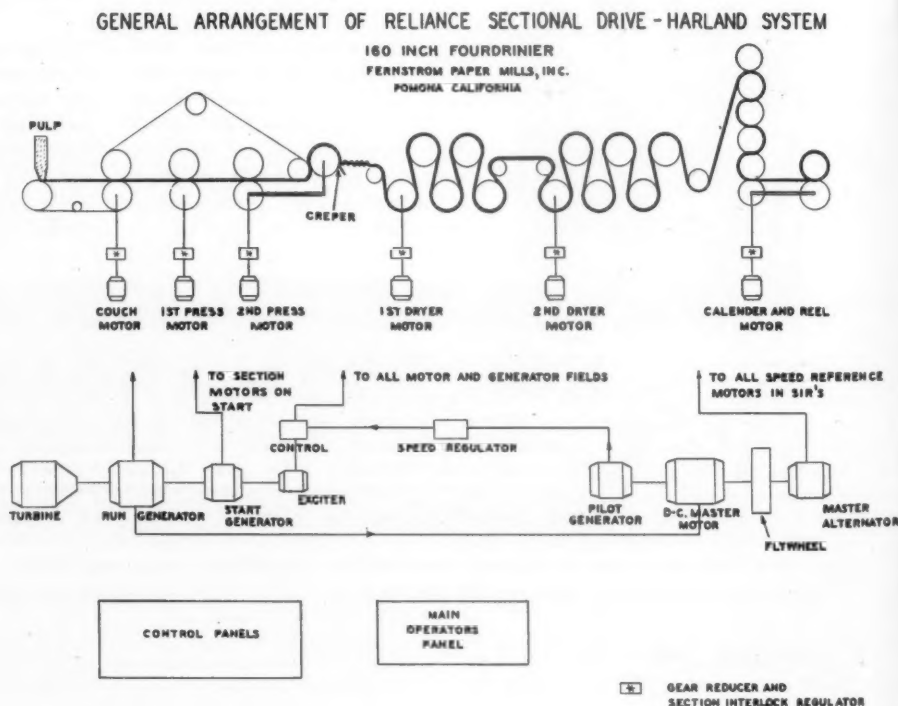 GENERAL ARRANGEMENT OF RELIANCE SECTIONAL DRIVE - HARLAND SYSTEM
160 INCH FOURDRINIER
FERNSTROM PAPER MILLS, INC.
POMONA CALIFORNIA
PULP
CREPER
COUCH
MOTOR
1ST PRESS
MOTOR
2ND PRESS
MOTOR
1ST DRYER
MOTOR
2ND DRYER
MOTOR
CALENDER AND REEL
MOTOR
TO SECTION
MOTORS ON
START
TO ALL MOTOR AND GENERATOR FIELDS
TO ALL SPEED REFERENCE
MOTORS IN SIR'S
CONTROL
SPEED REGULATOR
TURBINE
RUN GENERATOR
START
GENERATOR
EXCITER
PILOT
GENERATOR
D-C. MASTER
MOTOR
FLYWHEEL
MASTER
ALTERNATOR
CONTROL PANELS
MAIN
OPERATORS
PANEL
* GEAR REDUCER AND
SECTION INTERLOCK REGULATOR